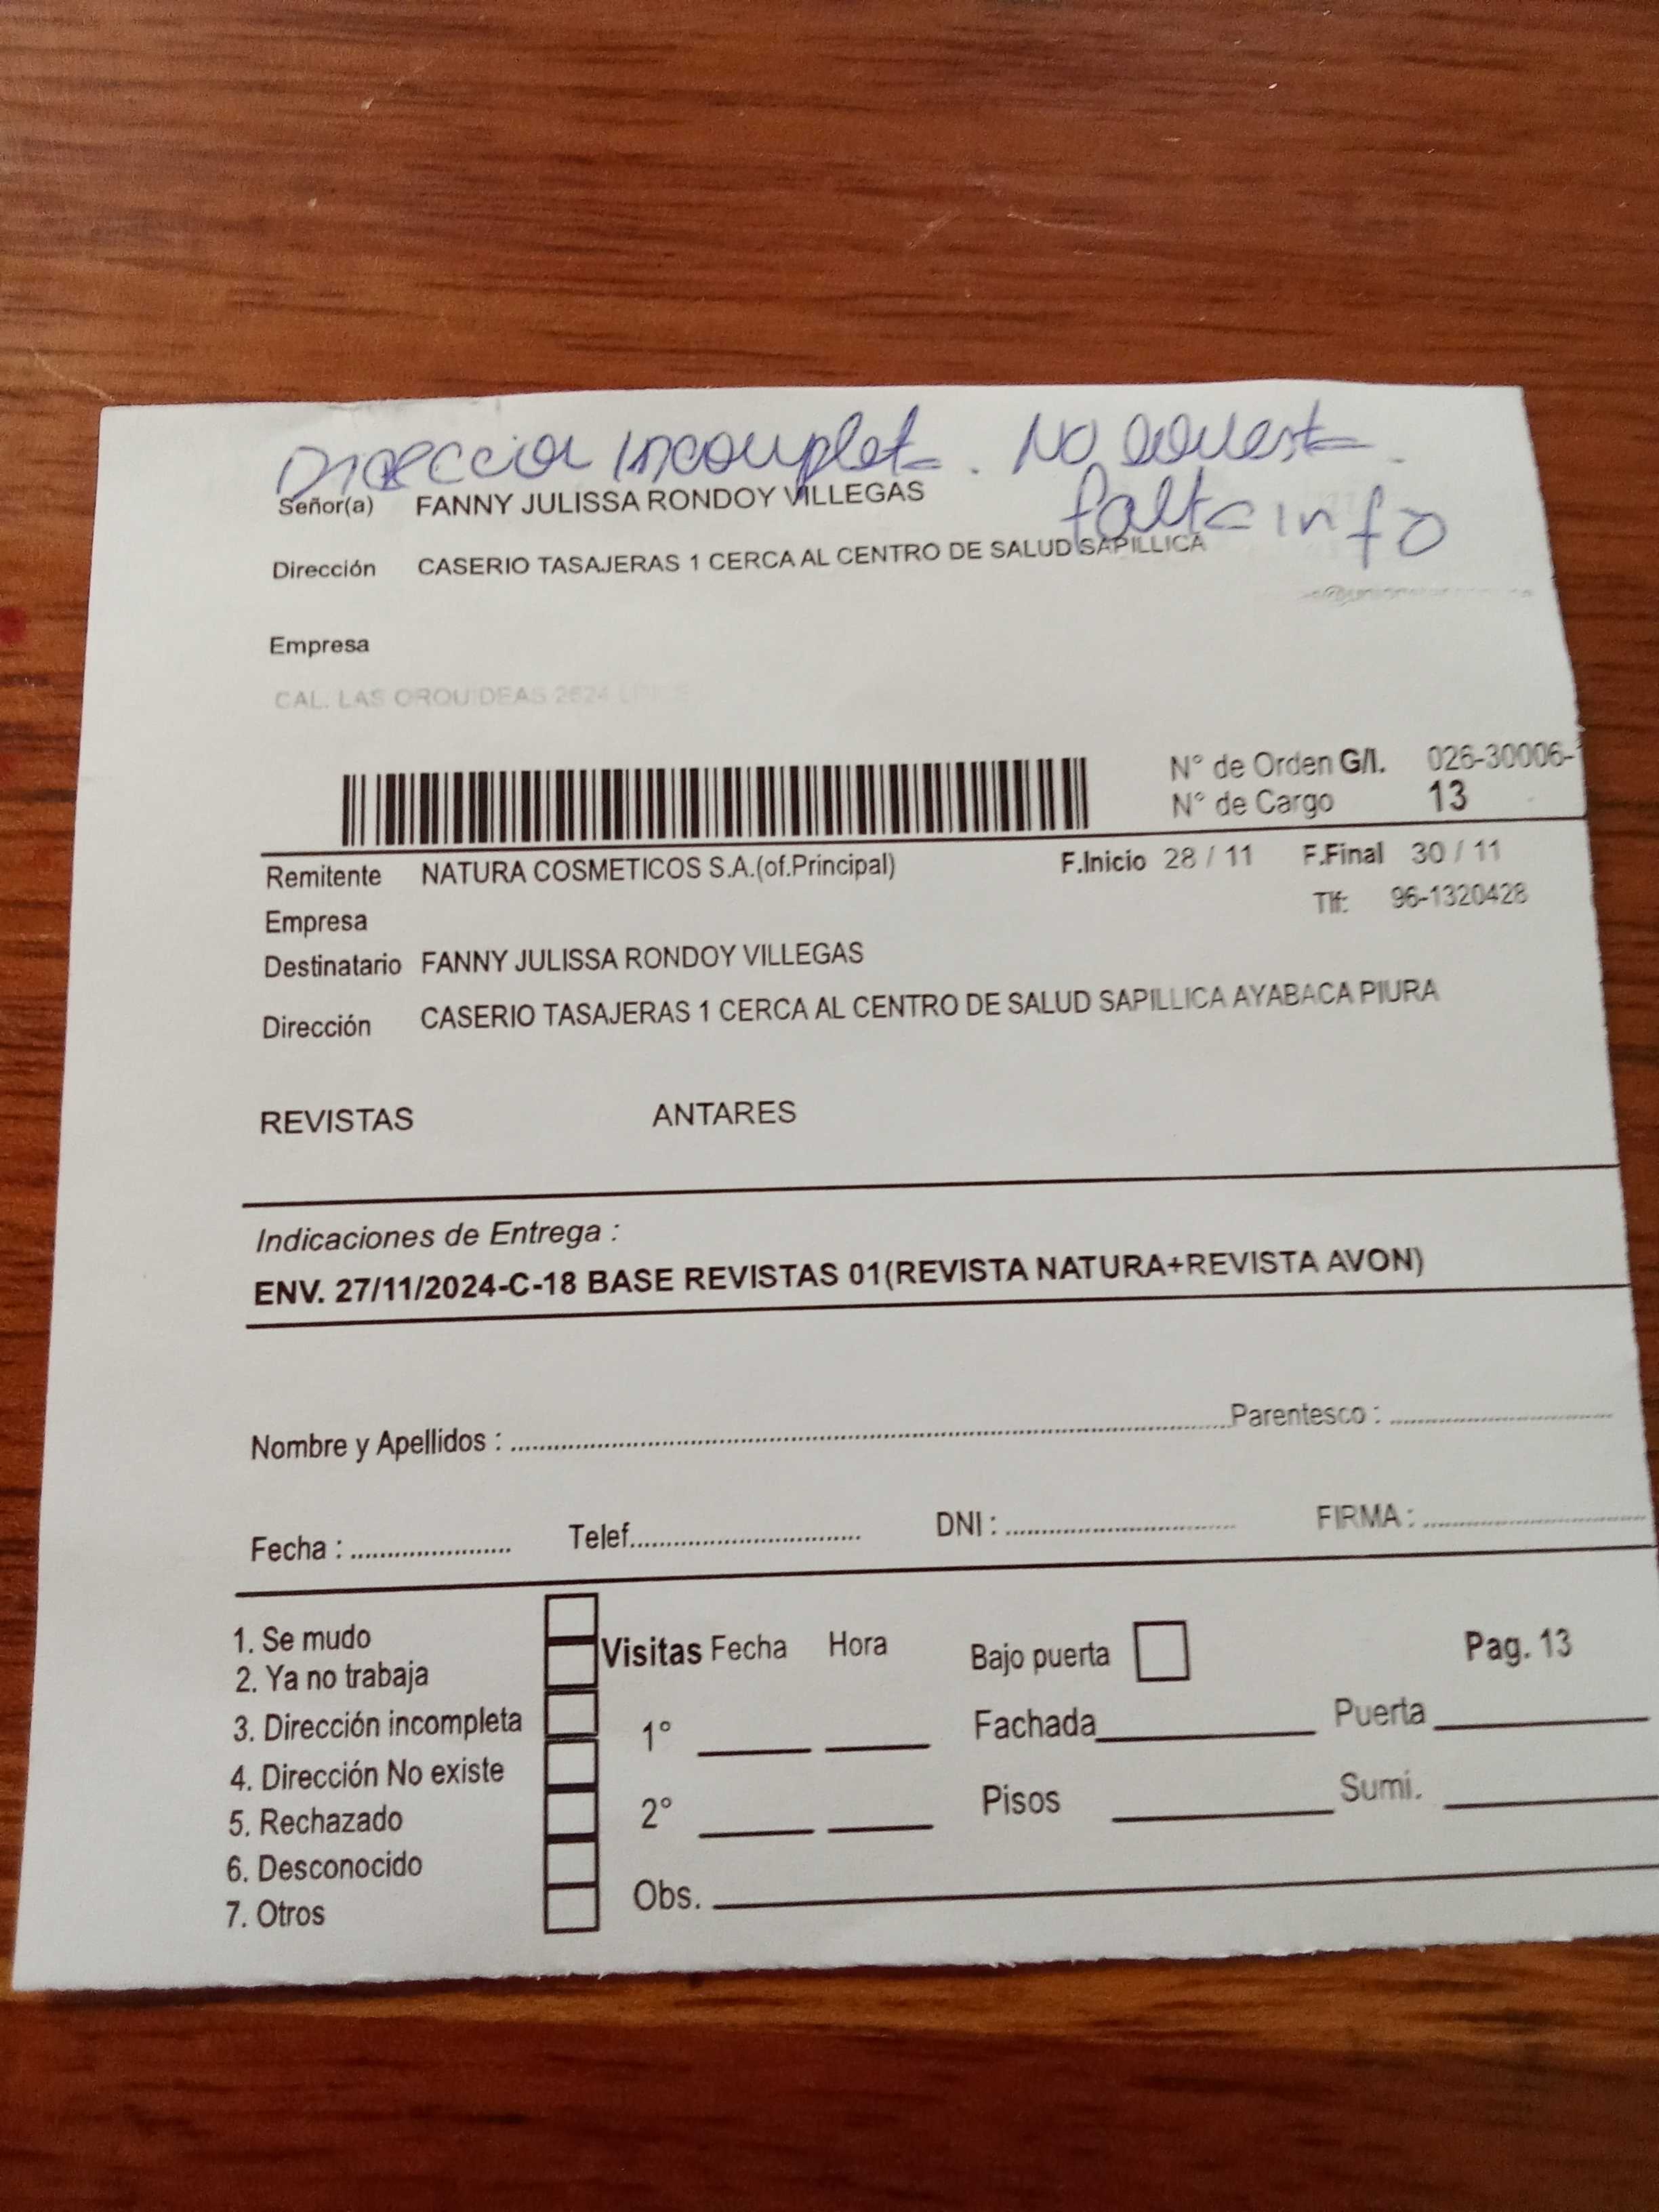 Direccion Incompleta. No contesta.
falta info
Señor(a) FANNY JULISSA RONDOY VILLEGAS
Dirección CASERIO TASAJERAS 1 CERCA AL CENTRO DE SALUD SAPILLICA
Empresa
CAL. LAS ORQUIDEAS 2624
N° de Orden G/I. 026-30006-
N° de Cargo 13
Remitente NATURA COSMETICOS S.A.(of.Principal) F.Inicio 28 / 11 F.Final 30 / 11
Empresa Tlf: 96-1320428
Destinatario FANNY JULISSA RONDOY VILLEGAS
Dirección CASERIO TASAJERAS 1 CERCA AL CENTRO DE SALUD SAPILLICA AYABACA PIURA
REVISTAS ANTARES
Indicaciones de Entrega :
ENV. 27/11/2024-C-18 BASE REVISTAS 01(REVISTA NATURA+REVISTA AVON)
Nombre y Apellidos : Parentesco :
Fecha : Telef. DNI : FIRMA :
1. Se mudo Visitas Fecha Hora Bajo puerta Pag. 13
2. Ya no trabaja
3. Dirección incompleta 1° Fachada Puerta
4. Dirección No existe
5. Rechazado 2° Pisos Sumi.
6. Desconocido
7. Otros Obs.